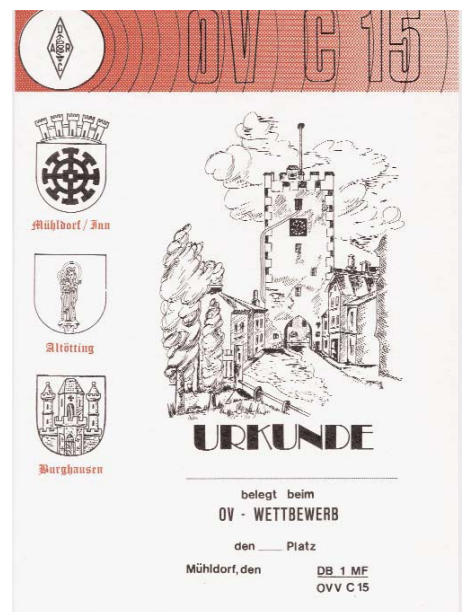 D
A R
C
OV C 15
Mühldorf / Inn
Altötting
Burghausen
URKUNDE
belegt beim
OV - WETTBEWERB
den ____ Platz
Mühldorf, den
DB 1 MF
OVV C 15